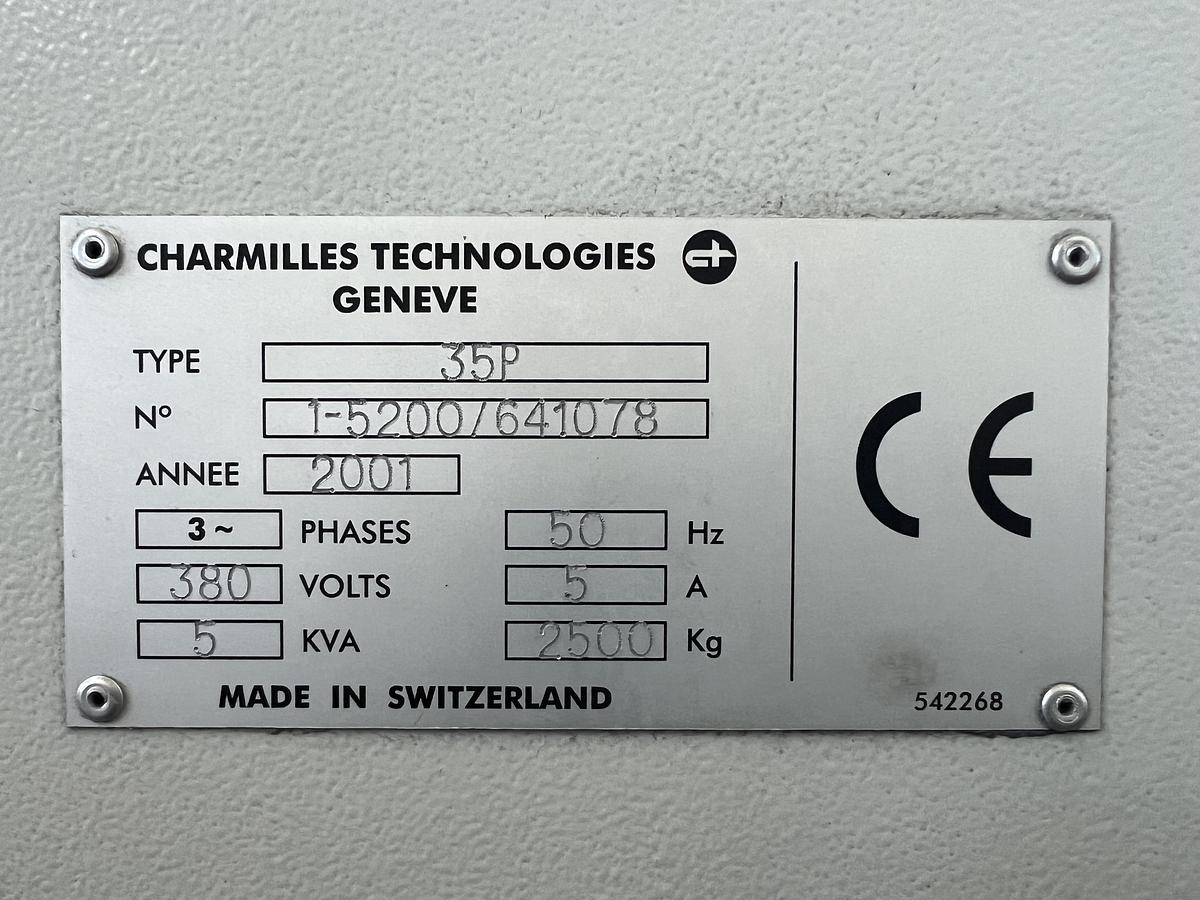 CHARMILLES TECHNOLOGIES
GENEVE
TYPE 35P
Nº 1-5200/641078
ANNEE 2001
3~ PHASES 50 Hz
380 VOLTS 5 A
5 KVA 2500 Kg
MADE IN SWITZERLAND
CE
542268